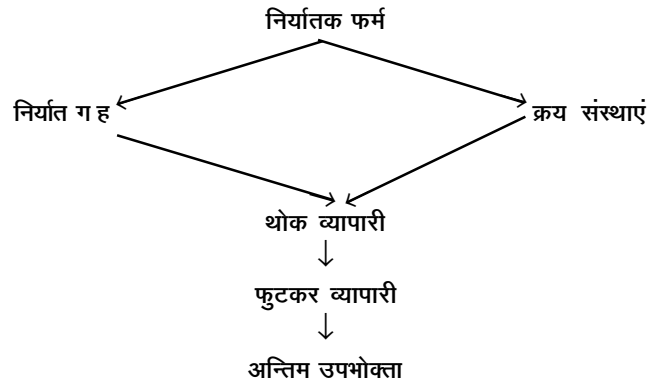 निर्यातक फर्म
निर्यात ग ह
क्रय संस्थाएं
थोक व्यापारी
फुटकर व्यापारी
अन्तिम उपभोक्ता